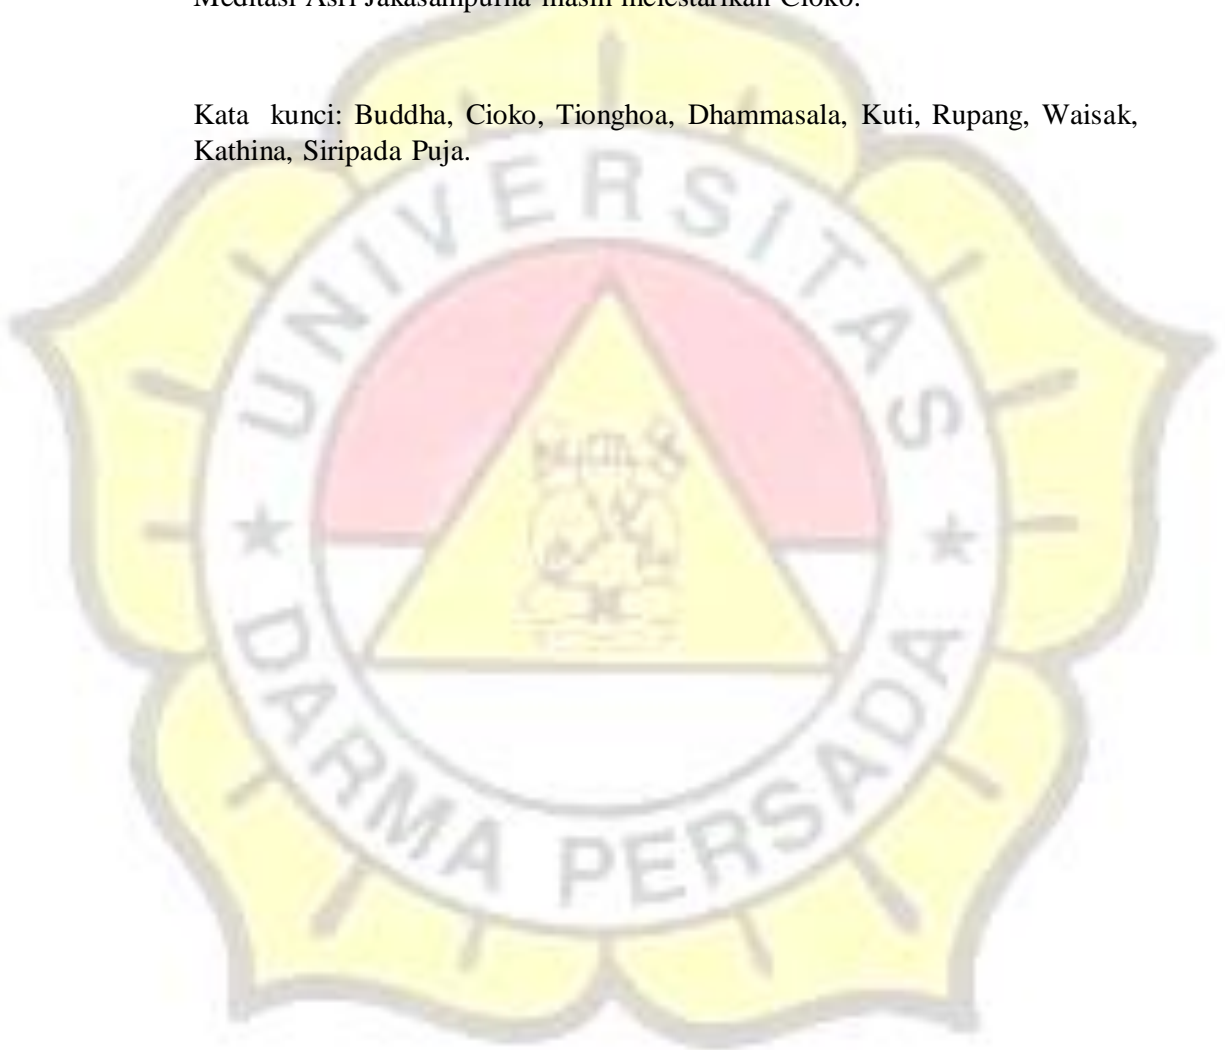 Meditasi Asri Jakasampurna masih melestarikan Cioko.
Kata kunci: Buddha, Cioko, Tionghoa, Dhammasala, Kuti, Rupang, Waisak,
Kathina, Siripada Puja.
UNIVERSITAS
DARMA PERSADA